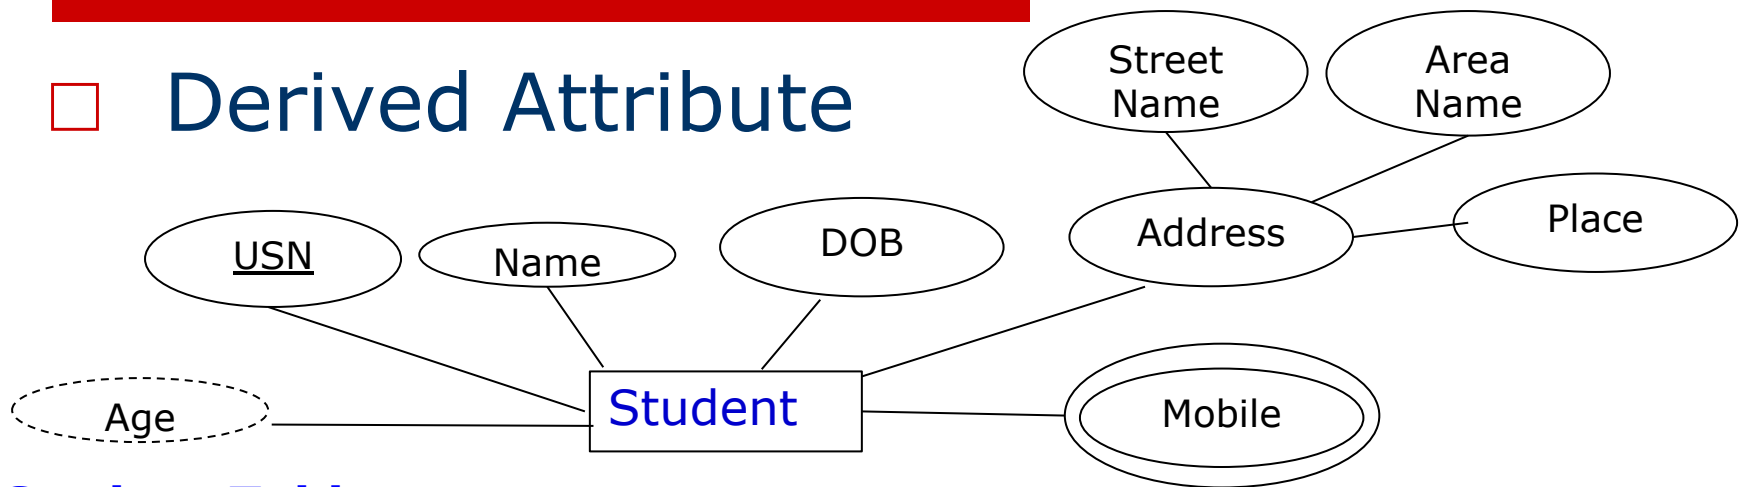 Derived Attribute
Street
Name
Area
Name
USN
Name
DOB
Address
Place
Age
Student
Mobile